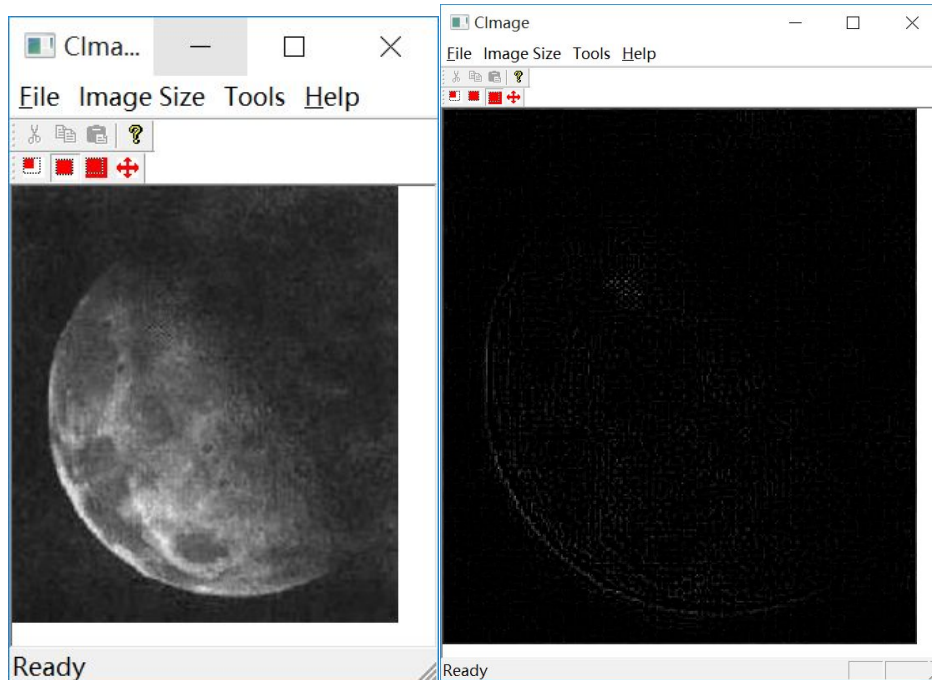 CIma...
File Image Size Tools Help
Ready
CImage
File Image Size Tools Help
Ready